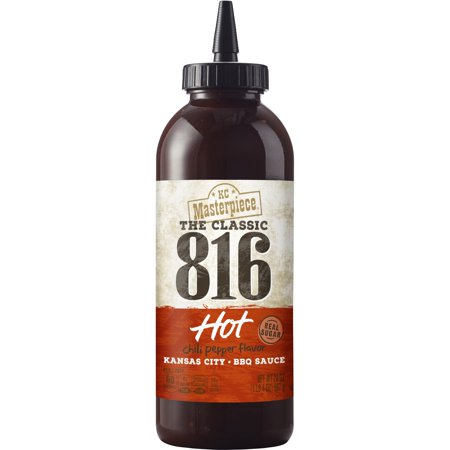 KC
Masterpiece
THE CLASSIC
816
Hot
REAL
SUGAR
chili pepper flavor
KANSAS CITY • BBQ SAUCE